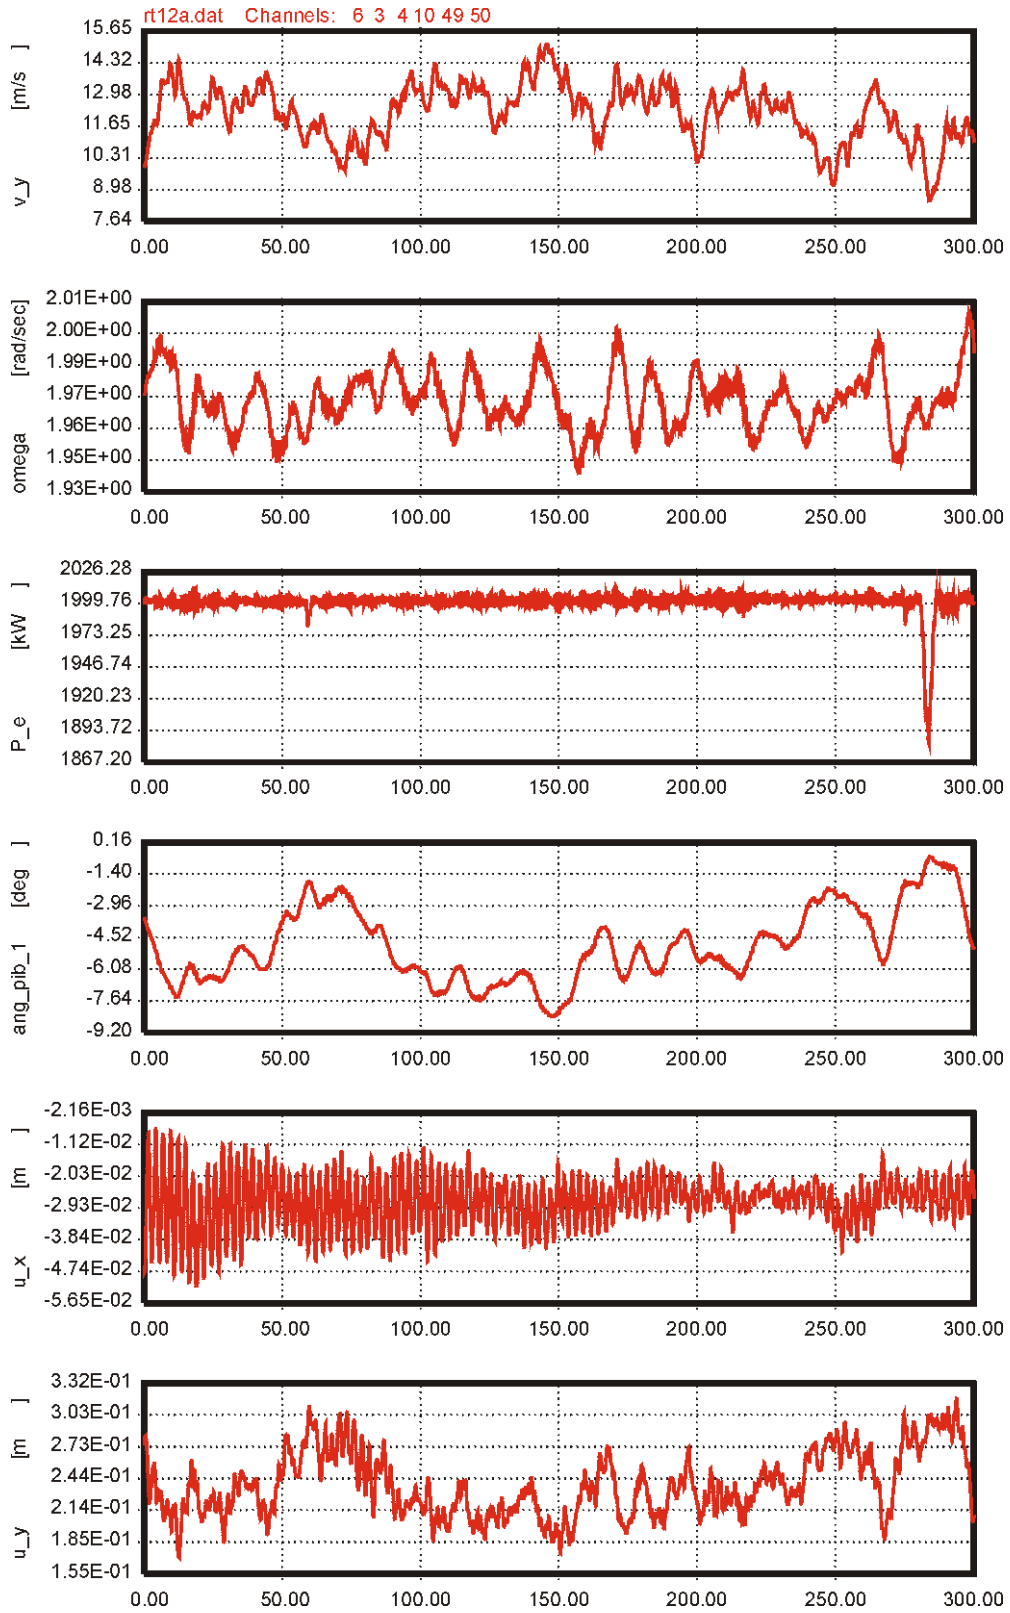 rt12a.dat Channels: 6 3 4 10 49 50
v_y [m/s ]
15.65
14.32
12.98
11.65
10.31
8.98
7.64
0.00 50.00 100.00 150.00 200.00 250.00 300.00
omega [rad/sec]
2.01E+00
2.00E+00
1.99E+00
1.97E+00
1.96E+00
1.95E+00
1.93E+00
0.00 50.00 100.00 150.00 200.00 250.00 300.00
P_e [kW ]
2026.28
1999.76
1973.25
1946.74
1920.23
1893.72
1867.20
0.00 50.00 100.00 150.00 200.00 250.00 300.00
ang_pib_1 [deg ]
0.16
-1.40
-2.96
-4.52
-6.08
-7.64
-9.20
0.00 50.00 100.00 150.00 200.00 250.00 300.00
u_x [m ]
-2.16E-03
-1.12E-02
-2.03E-02
-2.93E-02
-3.84E-02
-4.74E-02
-5.65E-02
0.00 50.00 100.00 150.00 200.00 250.00 300.00
u_y [m ]
3.32E-01
3.03E-01
2.73E-01
2.44E-01
2.14E-01
1.85E-01
1.55E-01
0.00 50.00 100.00 150.00 200.00 250.00 300.00